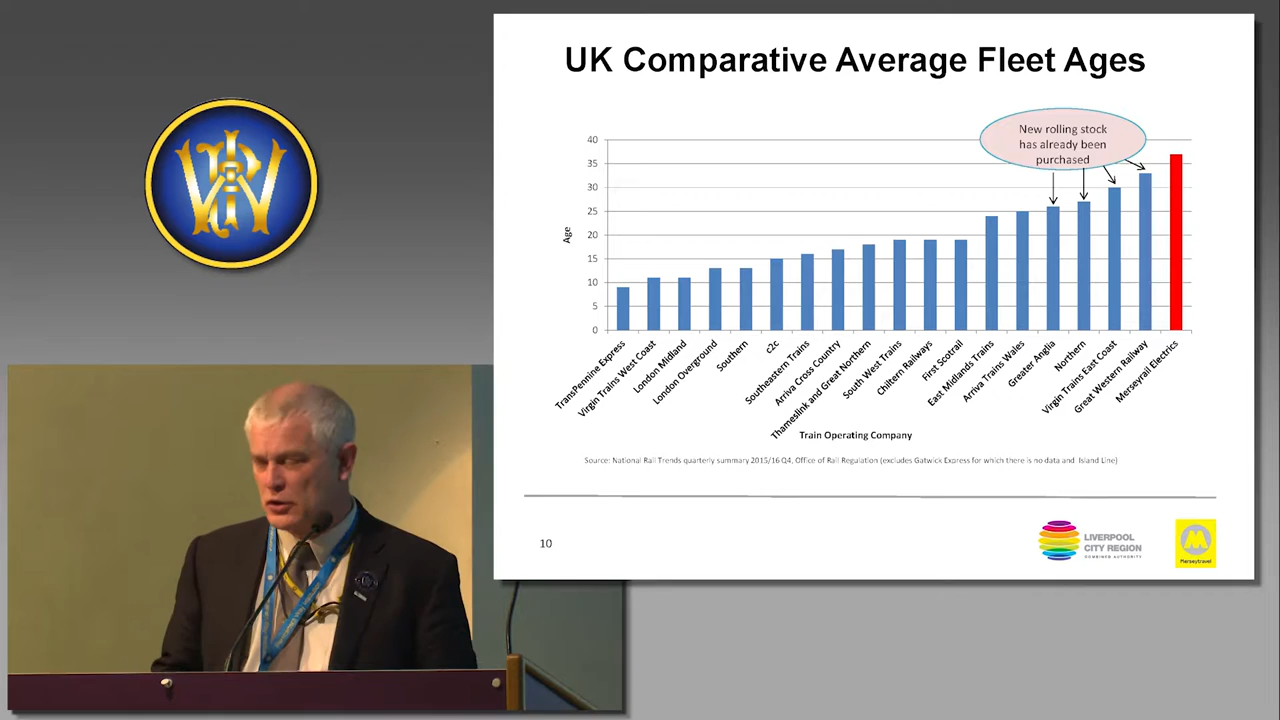 UK Comparative Average Fleet Ages
New rolling stock
has already been
purchased
40
35
30
25
20
15
10
5
0
Age
TransPennine Express
Virgin Trains West Coast
London Midland
London Overground
Southern
c2c
Southeastern Trains
Arriva Cross Country
Thameslink and Great Northern
South West Trains
Chiltern Railways
First Scotrail
East Midlands Trains
Arriva Trains Wales
Greater Anglia
Northern
Virgin Trains East Coast
Great Western Railway
Merseyrail Electrics
Train Operating Company
Source: National Rail Trends quarterly summary 2015/16 Q4, Office of Rail Regulation (excludes Gatwick Express for which there is no data and Island Line)
10
LIVERPOOL
CITY REGION
COMBINED AUTHORITY
M
Merseytravel